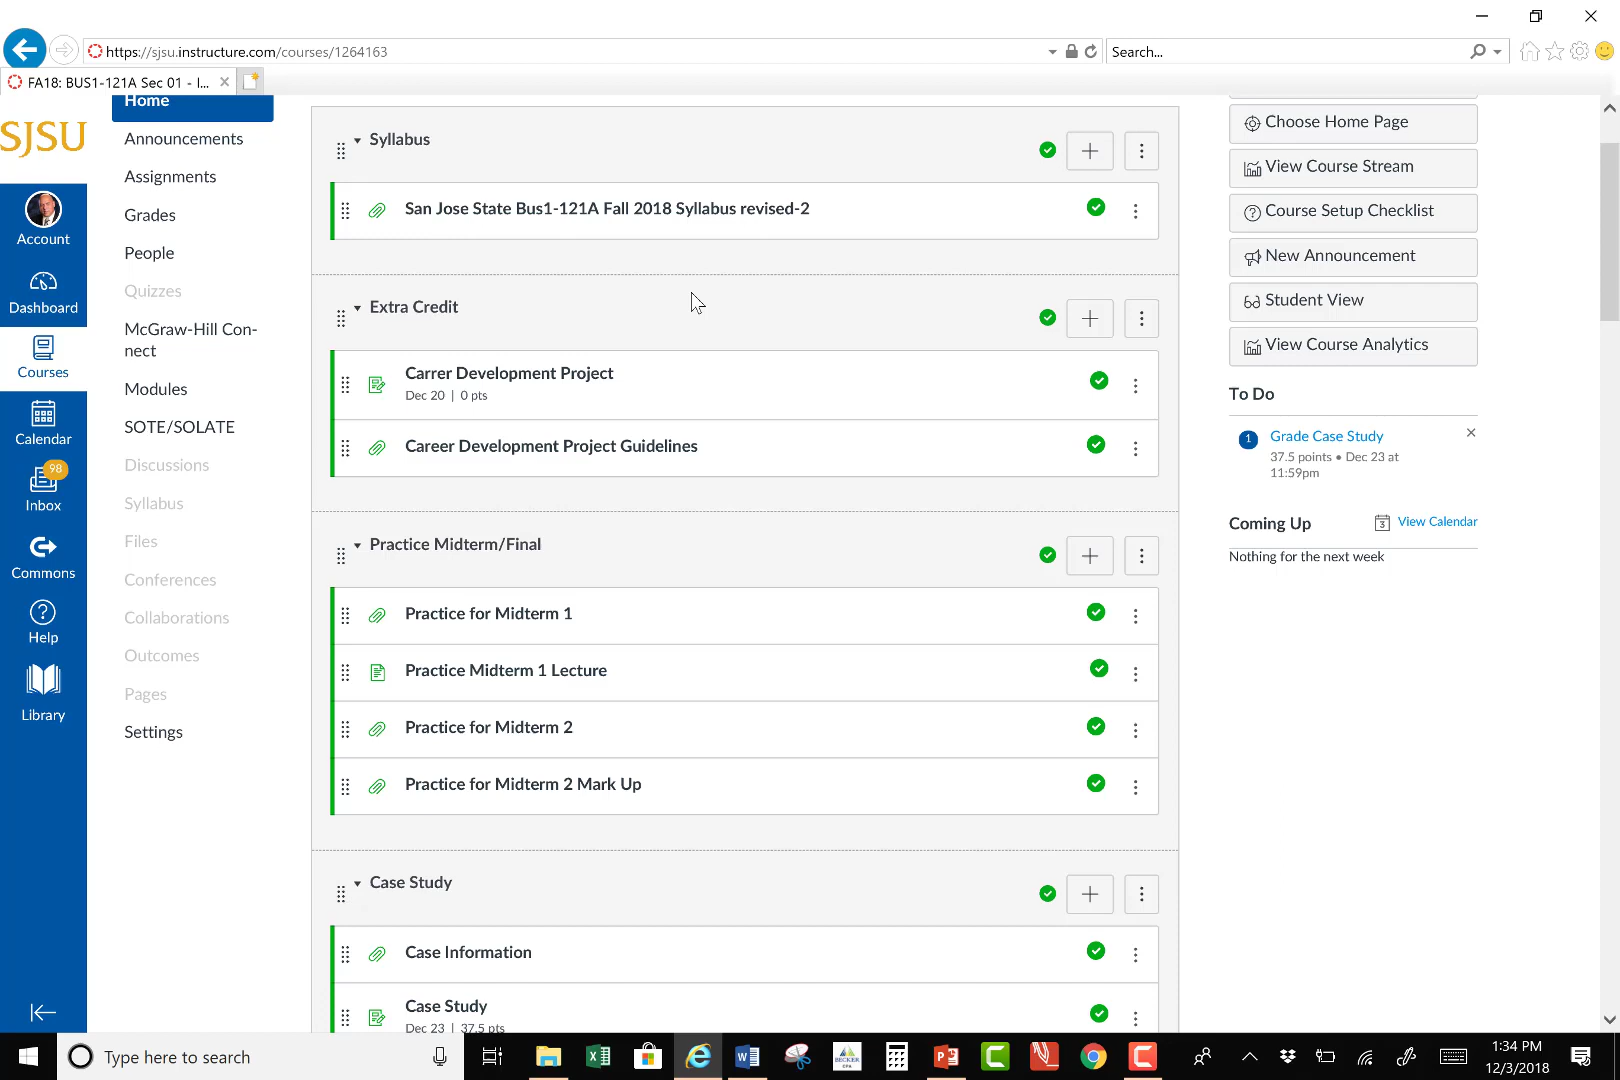 https://sjsu.instructure.com/courses/1264163
Search...
FA18: BUS1-121A Sec 01 - I...
SJSU
Account
Dashboard
Courses
Calendar
98
Inbox
Commons
Help
Library
Home
Announcements
Assignments
Grades
People
Quizzes
McGraw-Hill Con-
nect
Modules
SOTE/SOLATE
Discussions
Syllabus
Files
Conferences
Collaborations
Outcomes
Pages
Settings
Syllabus
San Jose State Bus1-121A Fall 2018 Syllabus revised-2
Extra Credit
Carrer Development Project
Dec 20 | 0 pts
Career Development Project Guidelines
Practice Midterm/Final
Practice for Midterm 1
Practice Midterm 1 Lecture
Practice for Midterm 2
Practice for Midterm 2 Mark Up
Case Study
Case Information
Case Study
Dec 23 | 37.5 pts
Choose Home Page
View Course Stream
Course Setup Checklist
New Announcement
Student View
View Course Analytics
To Do
1
Grade Case Study
37.5 points • Dec 23 at
11:59pm
Coming Up
3
View Calendar
Nothing for the next week
Type here to search
BECKER
1:34 PM
12/3/2018